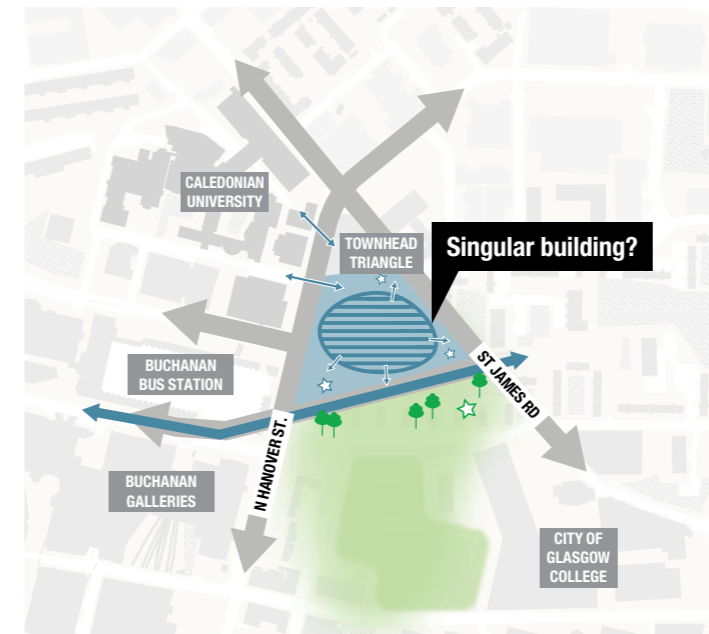 CALEDONIAN
UNIVERSITY
TOWNHEAD
TRIANGLE
Singular building?
BUCHANAN
BUS STATION
ST JAMES RD
N HANOVER ST.
BUCHANAN
GALLERIES
CITY OF
GLASGOW
COLLEGE